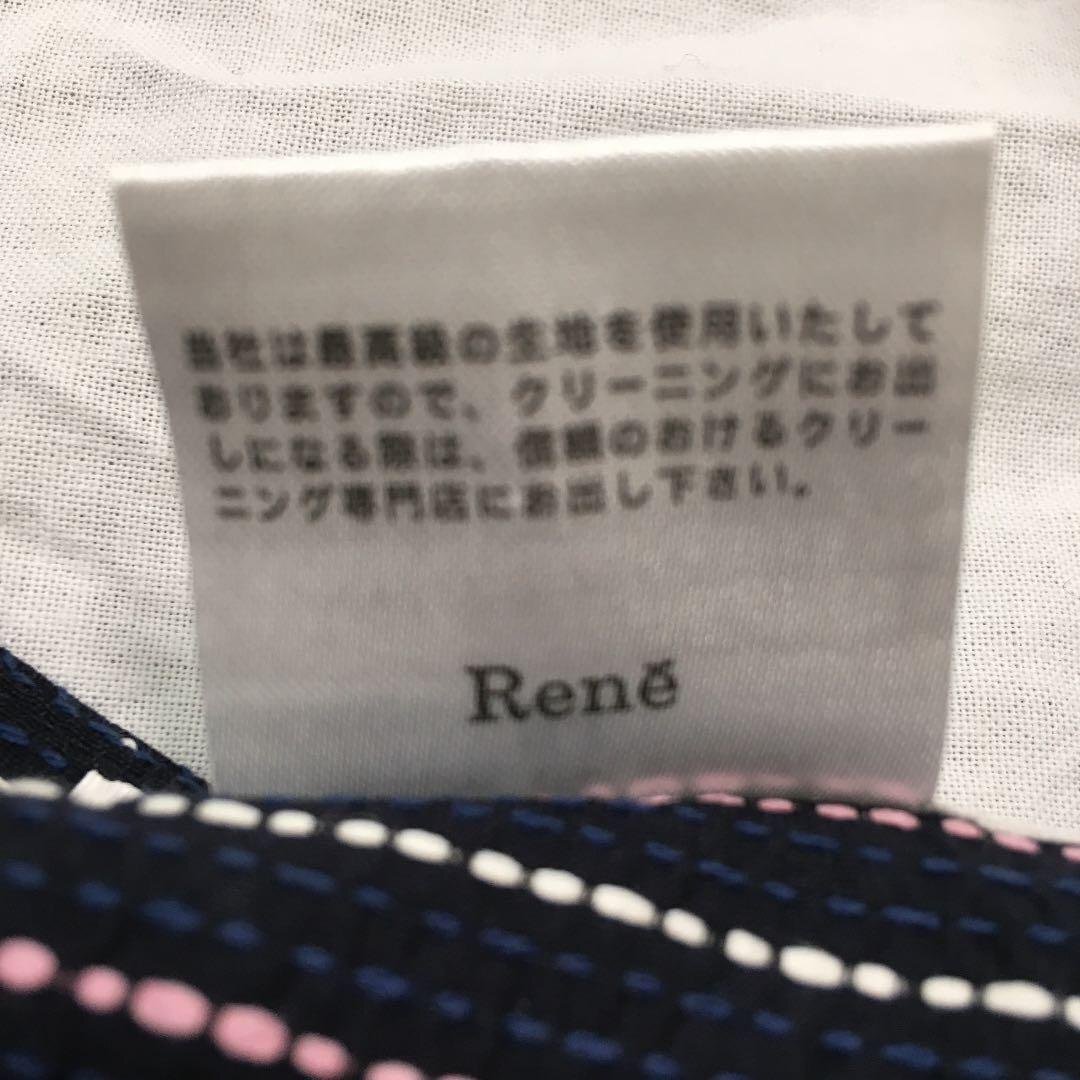 当社は最高級の生地を使用いたして
おりますので、クリーニングにお出
しになる際は、信頼のおけるクリー
ニング専門店にお出し下さい。
René